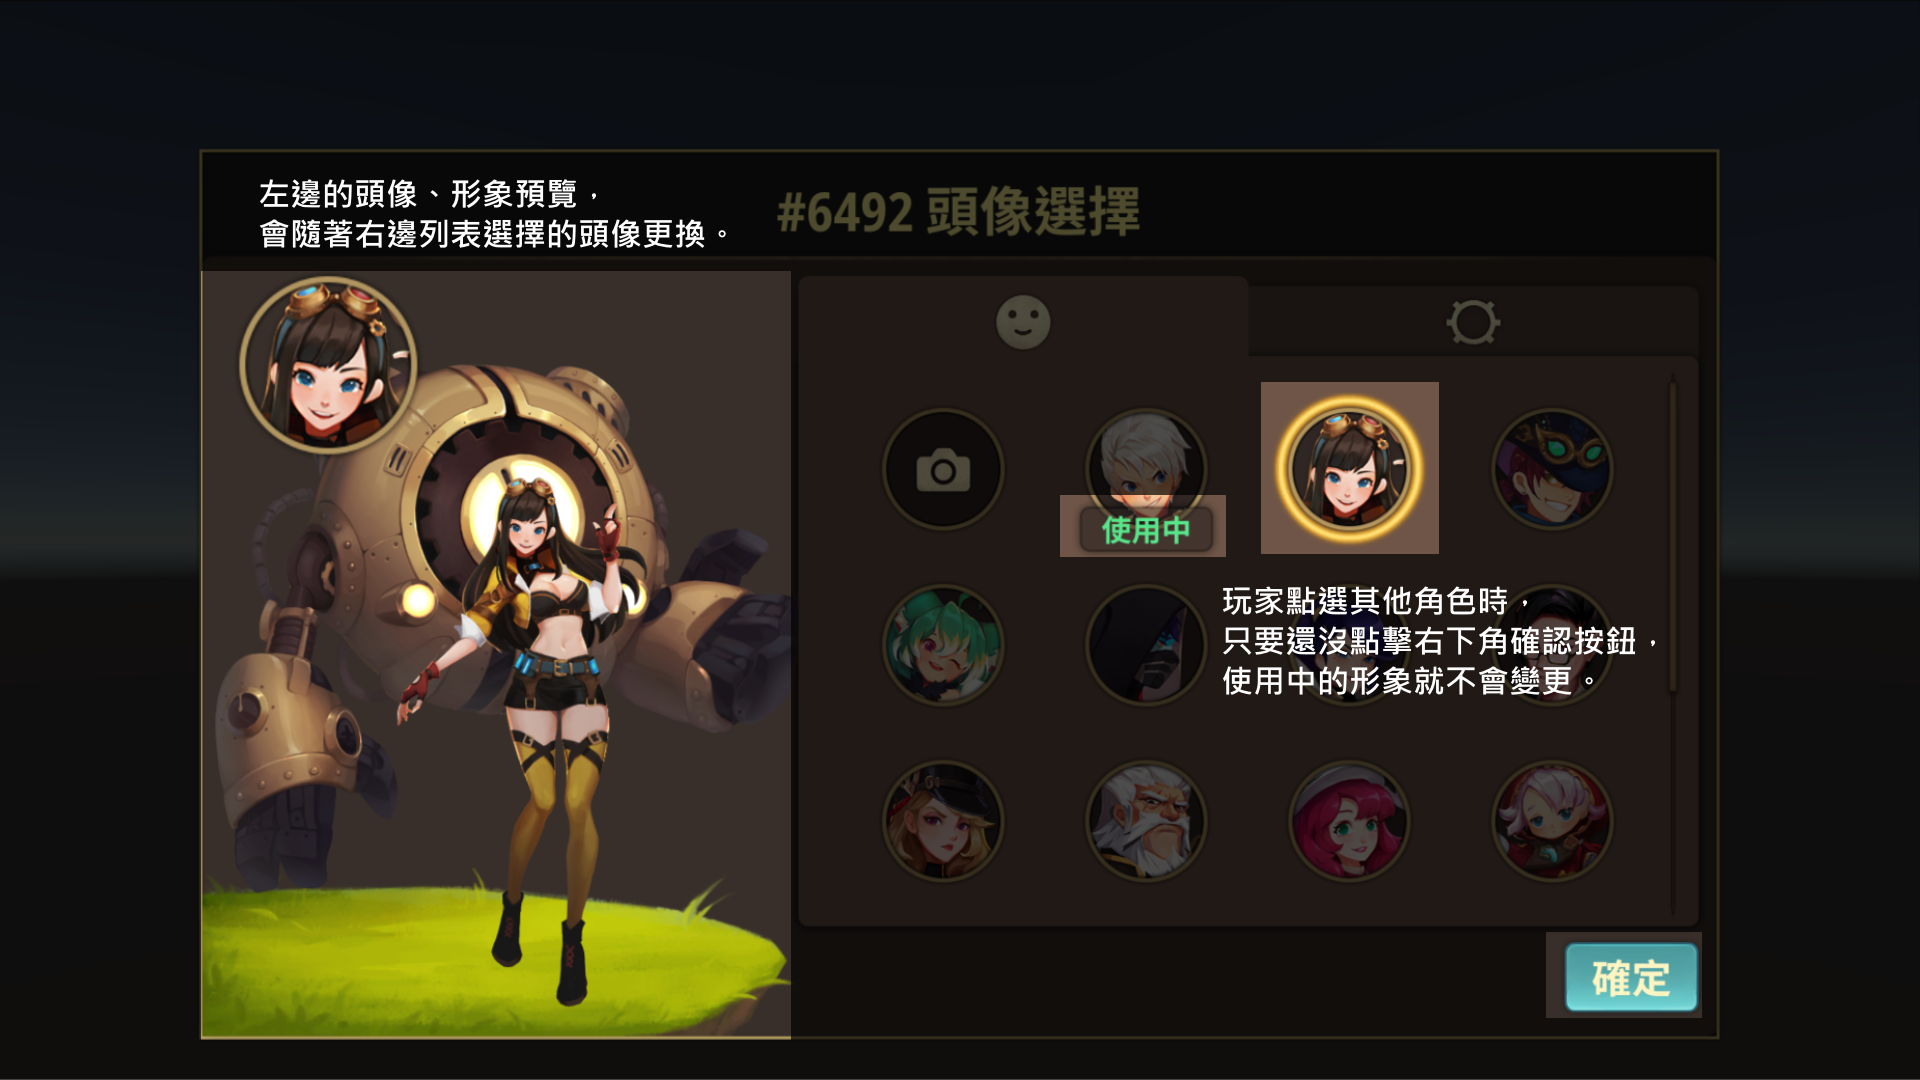 左邊的頭像、形象預覽，
會隨著右邊列表選擇的頭像更換。
#6492 頭像選擇
使用中
玩家點選其他角色時，
只要還沒點擊右下角確認按鈕，
使用中的形象就不會變更。
確定